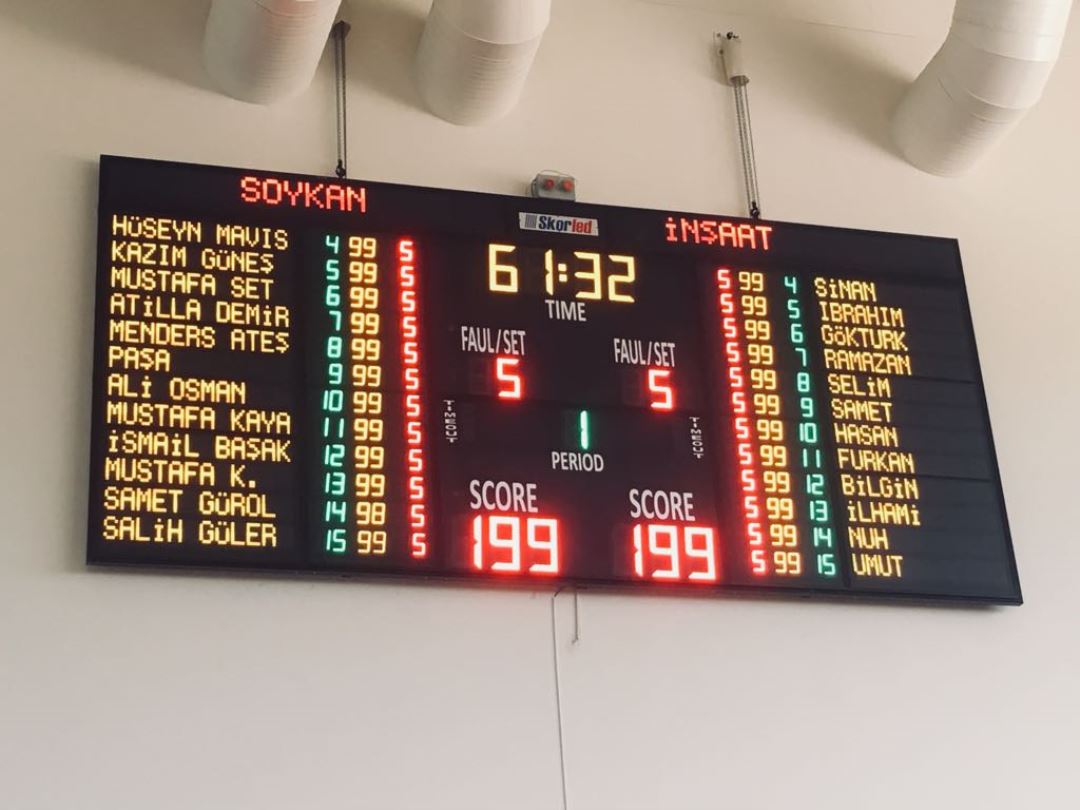 SOYKAN
Skorled
İNŞAAT
HÜSEYN MAVIS 4 99 5
KAZIM GÜNEŞ 5 99 5
MUSTAFA SET 6 99 5
ATİLLA DEMİR 7 99 5
MENDERS ATEŞ 8 99 5
PAŞA 9 99 5
ALİ OSMAN 10 99 5
MUSTAFA KAYA 11 99 5
İSMAİL BAŞAK 12 99 5
MUSTAFA K. 13 99 5
SAMET GÜROL 14 98 5
SALİH GÜLER 15 99 5
61:32
TIME
FAUL/SET
5
FAUL/SET
5
TIMEOUT
1
PERIOD
TIMEOUT
SCORE
199
SCORE
199
5 99 4 SİNAN
5 99 5 IBRAHIM
5 99 6 GÖKTURK
5 99 7 RAMAZAN
5 99 8 SELİM
5 99 9 SAMET
5 99 10 HASAN
5 99 11 FURKAN
5 99 12 BİLGİN
5 99 13 İLHAMİ
5 99 14 NUH
5 99 15 UMUT